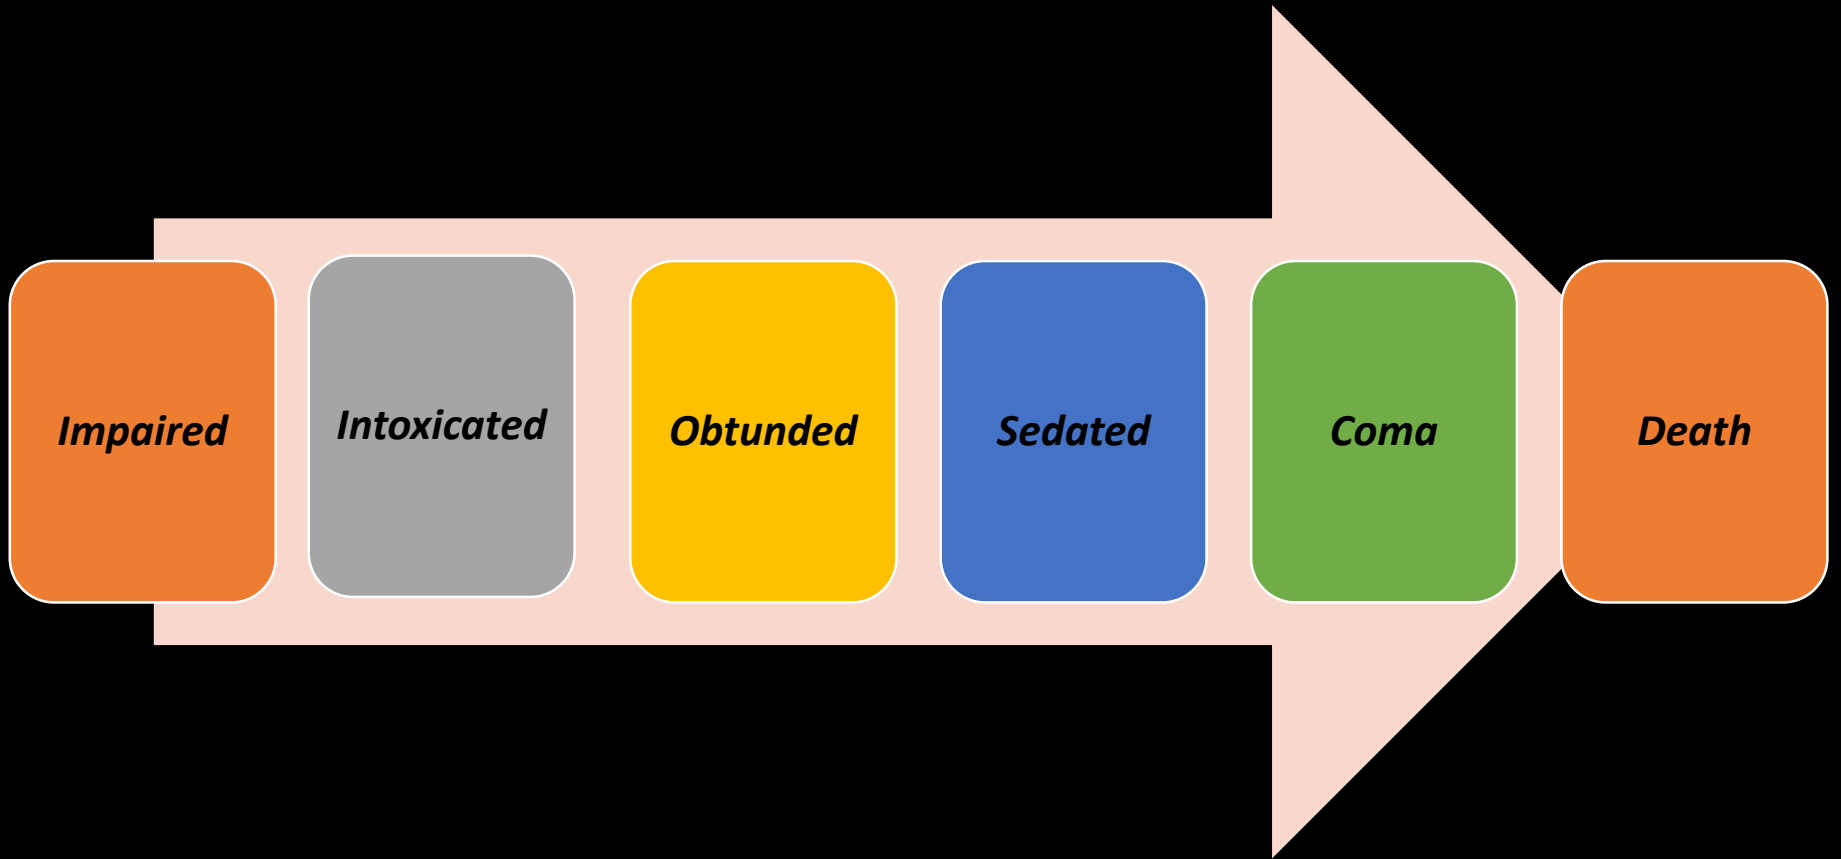 Impaired
Intoxicated
Obtunded
Sedated
Coma
Death